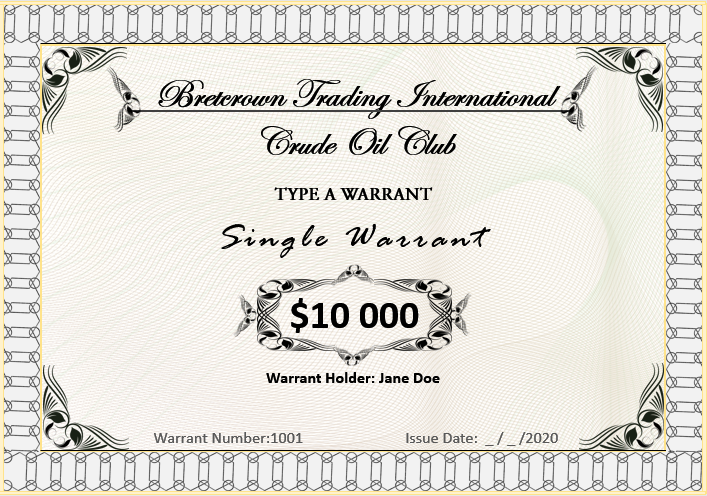 Bretcrown Trading International
Crude Oil Club
TYPE A WARRANT
Single Warrant
$10 000
Warrant Holder: Jane Doe
Warrant Number:1001 Issue Date: _ / _ /2020